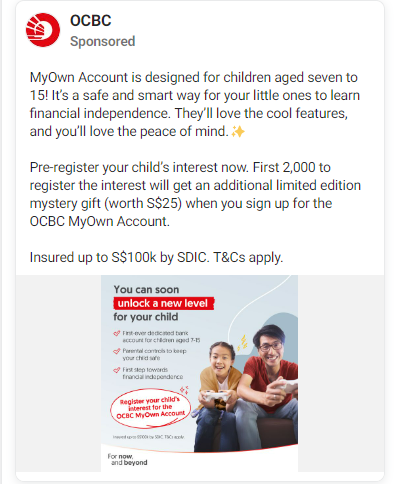 OCBC
Sponsored
MyOwn Account is designed for children aged seven to
15! It's a safe and smart way for your little ones to learn
financial independence. They'll love the cool features,
and you'll love the peace of mind.✨
Pre-register your child's interest now. First 2,000 to
register the interest will get an additional limited edition
mystery gift (worth S$25) when you sign up for the
OCBC MyOwn Account.
Insured up to S$100k by SDIC. T&Cs apply.
You can soon
unlock a new level
for your child
First-ever dedicated bank
account for children aged 7-15
Parental controls to keep
your child safe
First step towards
financial independence
Register your child's
interest for the
OCBC MyOwn Account
Insured up to S$100k by SDIC. T&Cs apply.
For now,
and beyond